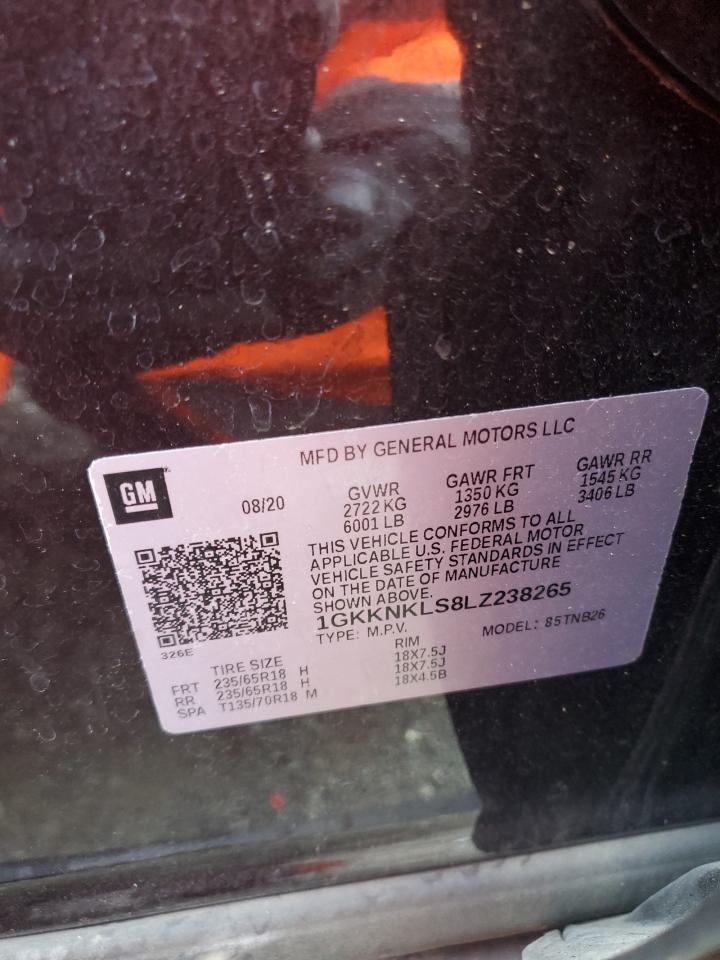 MFD BY GENERAL MOTORS LLC
GM
08/20
GVWR
2722 KG
6001 LB
GAWR FRT
1350 KG
2976 LB
GAWR RR
1545 KG
3406 LB
THIS VEHICLE CONFORMS TO ALL
APPLICABLE U.S. FEDERAL MOTOR
VEHICLE SAFETY STANDARDS IN EFFECT
ON THE DATE OF MANUFACTURE
SHOWN ABOVE.
1GKKNKLS8LZ238265
TYPE: M.P.V.
MODEL: 85TNB26
326E
TIRE SIZE
RIM
FRT 235/65R18 H 18X7.5J
RR 235/65R18 H 18X7.5J
SPA T135/70R18 M 18X4.5B